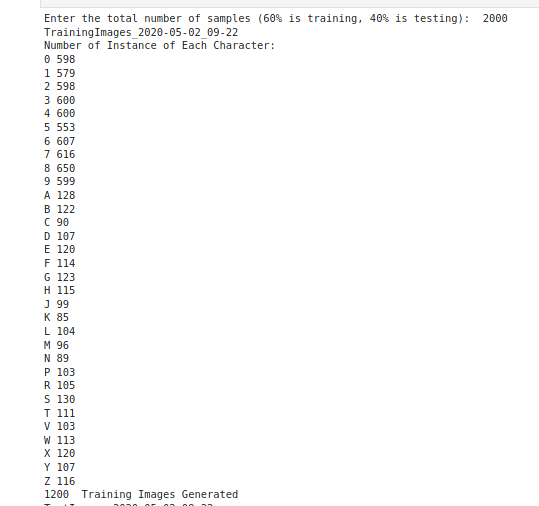 Enter the total number of samples (60% is training, 40% is testing):  2000
TrainingImages_2020-05-02_09-22
Number of Instance of Each Character:
0 598
1 579
2 598
3 600
4 600
5 553
6 607
7 616
8 650
9 599
A 128
B 122
C 90
D 107
E 120
F 114
G 123
H 115
J 99
K 85
L 104
M 96
N 89
P 103
R 105
S 130
T 111
V 103
W 113
X 120
Y 107
Z 116
1200  Training Images Generated